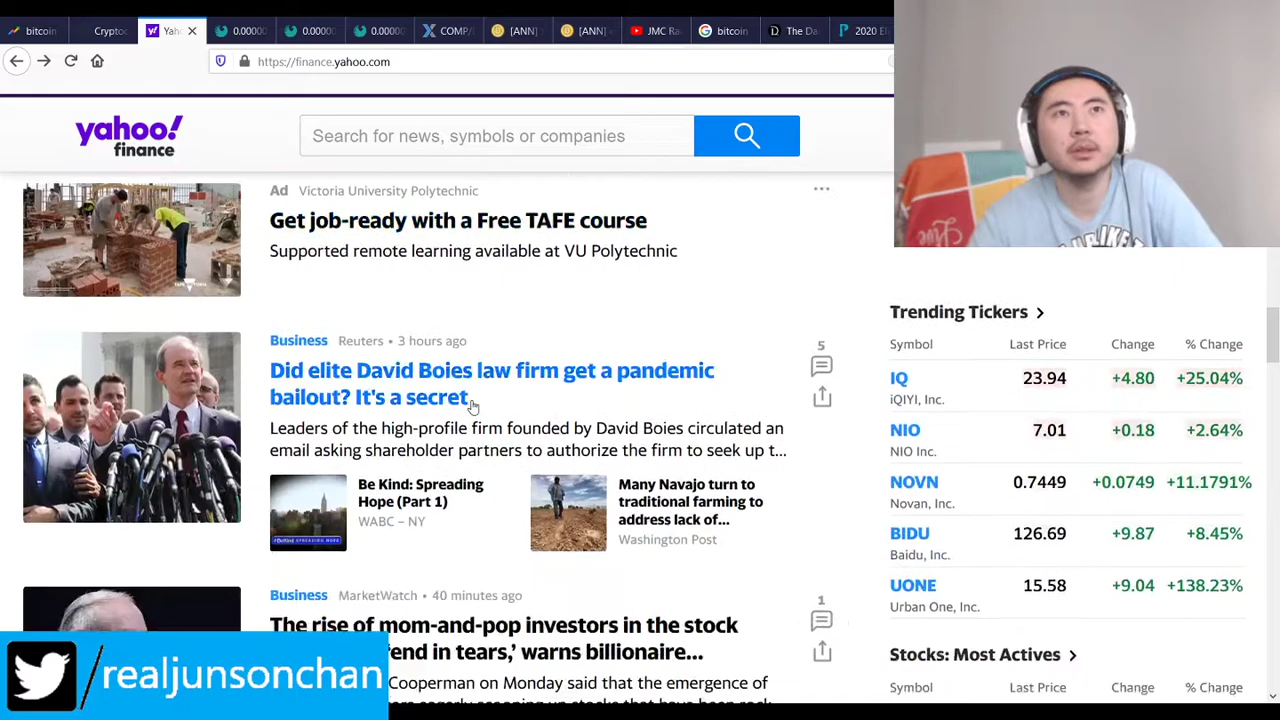 bitcoin
Crypto
Yah
0.0000
0.0000
0.0000
COMP/
[ANN]
[ANN]
JMC Ra
bitcoin
The Da
2020 El
https://finance.yahoo.com
yahoo!
finance
Search for news, symbols or companies
Ad Victoria University Polytechnic
Get job-ready with a Free TAFE course
Supported remote learning available at VU Polytechnic
Business Reuters • 3 hours ago
5
Did elite David Boies law firm get a pandemic
bailout? It's a secret
Leaders of the high-profile firm founded by David Boies circulated an
email asking shareholder partners to authorize the firm to seek up t...
Be Kind: Spreading
Hope (Part 1)
WABC – NY
Many Navajo turn to
traditional farming to
address lack of...
Washington Post
Business MarketWatch • 40 minutes ago
1
The rise of mom-and-pop investors in the stock
end in tears,' warns billionaire...
Cooperman on Monday said that the emergence of
/realjunsonchan
Trending Tickers
Symbol Last Price Change % Change
IQ 23.94 +4.80 +25.04%
iQIYI, Inc.
NIO 7.01 +0.18 +2.64%
NIO Inc.
NOVN 0.7449 +0.0749 +11.1791%
Novan, Inc.
BIDU 126.69 +9.87 +8.45%
Baidu, Inc.
UONE 15.58 +9.04 +138.23%
Urban One, Inc.
Stocks: Most Actives
Symbol Last Price Change % Change